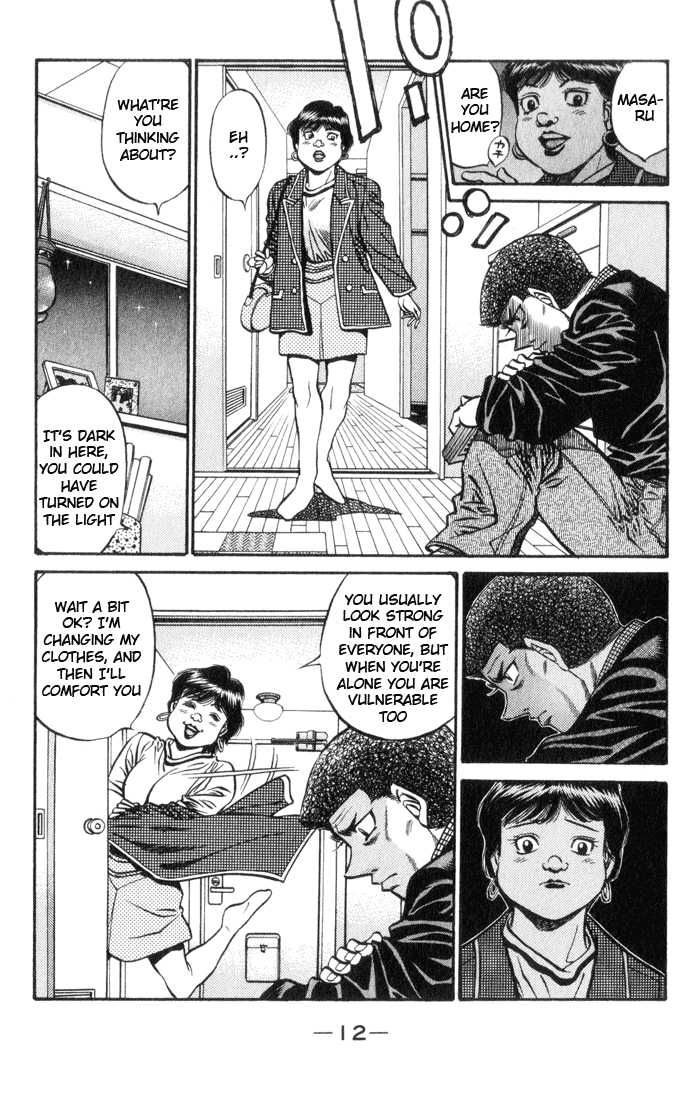 MASA-
RU
ARE
YOU
HOME?
カチ
EH
..?
WHAT'RE
YOU
THINKING
ABOUT?
IT'S DARK
IN HERE,
YOU COULD
HAVE
TURNED ON
THE LIGHT
YOU USUALLY
LOOK STRONG
IN FRONT OF
EVERYONE, BUT
WHEN YOU'RE
ALONE YOU ARE
VULNERABLE
TOO
WAIT A BIT
OK? I'M
CHANGING MY
CLOTHES, AND
THEN I'LL
COMFORT YOU
—12—